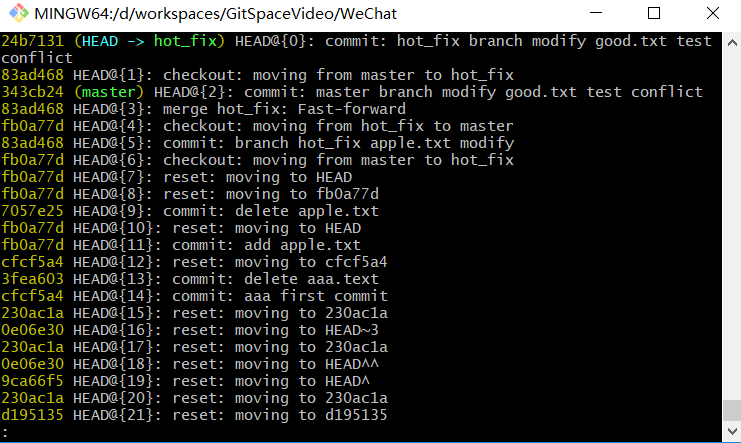 MINGW64:/d/workspaces/GitSpaceVideo/WeChat
24b7131 (HEAD -> hot_fix) HEAD@{0}: commit: hot_fix branch modify good.txt test
conflict
83ad468 HEAD@{1}: checkout: moving from master to hot_fix
343cb24 (master) HEAD@{2}: commit: master branch modify good.txt test conflict
83ad468 HEAD@{3}: merge hot_fix: Fast-forward
fb0a77d HEAD@{4}: checkout: moving from hot_fix to master
83ad468 HEAD@{5}: commit: branch hot_fix apple.txt modify
fb0a77d HEAD@{6}: checkout: moving from master to hot_fix
fb0a77d HEAD@{7}: reset: moving to HEAD
fb0a77d HEAD@{8}: reset: moving to fb0a77d
7057e25 HEAD@{9}: commit: delete apple.txt
fb0a77d HEAD@{10}: reset: moving to HEAD
fb0a77d HEAD@{11}: commit: add apple.txt
cfcf5a4 HEAD@{12}: reset: moving to cfcf5a4
3fea603 HEAD@{13}: commit: delete aaa.text
cfcf5a4 HEAD@{14}: commit: aaa first commit
230ac1a HEAD@{15}: reset: moving to 230ac1a
0e06e30 HEAD@{16}: reset: moving to HEAD~3
230ac1a HEAD@{17}: reset: moving to 230ac1a
0e06e30 HEAD@{18}: reset: moving to HEAD^^
9ca66f5 HEAD@{19}: reset: moving to HEAD^
230ac1a HEAD@{20}: reset: moving to 230ac1a
d195135 HEAD@{21}: reset: moving to d195135
: